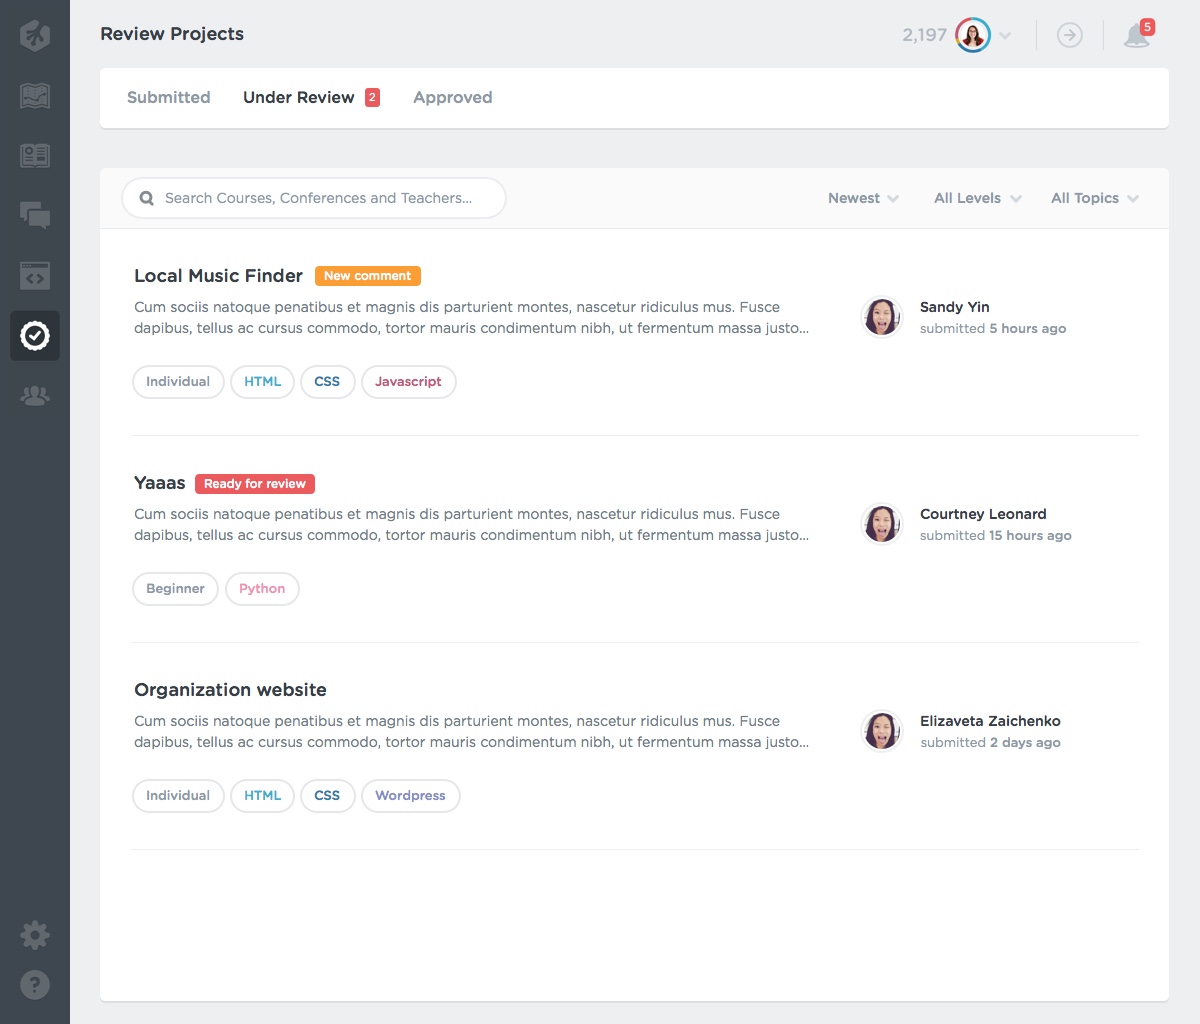 Review Projects
2,197
5
Submitted
Under Review 2
Approved
Search Courses, Conferences and Teachers...
Newest
All Levels
All Topics
Local Music Finder New comment
Cum sociis natoque penatibus et magnis dis parturient montes, nascetur ridiculus mus. Fusce
dapibus, tellus ac cursus commodo, tortor mauris condimentum nibh, ut fermentum massa justo...
Sandy Yin
submitted 5 hours ago
Individual
HTML
CSS
Javascript
Yaaas Ready for review
Cum sociis natoque penatibus et magnis dis parturient montes, nascetur ridiculus mus. Fusce
dapibus, tellus ac cursus commodo, tortor mauris condimentum nibh, ut fermentum massa justo...
Courtney Leonard
submitted 15 hours ago
Beginner
Python
Organization website
Cum sociis natoque penatibus et magnis dis parturient montes, nascetur ridiculus mus. Fusce
dapibus, tellus ac cursus commodo, tortor mauris condimentum nibh, ut fermentum massa justo...
Elizaveta Zaichenko
submitted 2 days ago
Individual
HTML
CSS
Wordpress
?